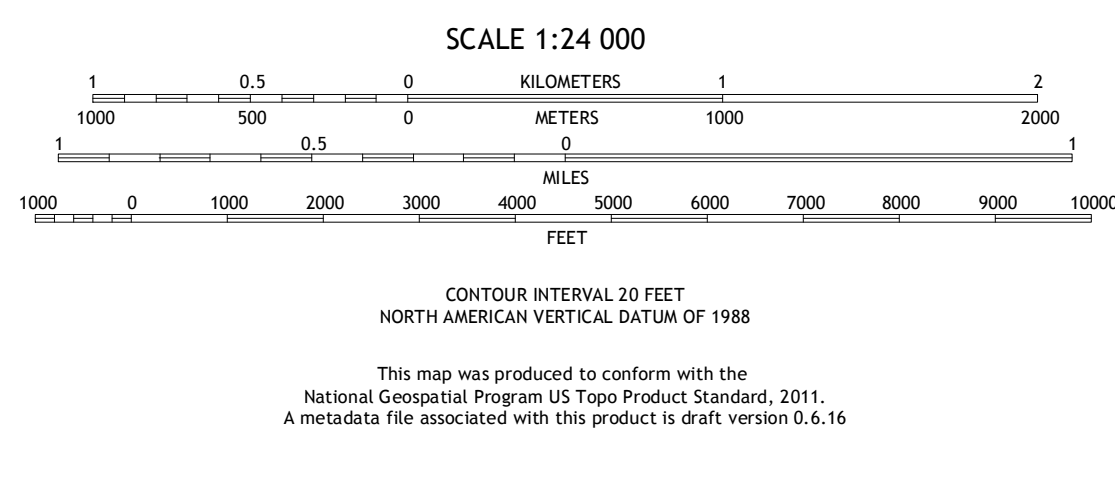 SCALE 1:24 000
1 0.5 0 KILOMETERS 1 2
1000 500 0 METERS 1000 2000
1 0.5 0 1
MILES
1000 0 1000 2000 3000 4000 5000 6000 7000 8000 9000 10000
FEET
CONTOUR INTERVAL 20 FEET
NORTH AMERICAN VERTICAL DATUM OF 1988
This map was produced to conform with the
National Geospatial Program US Topo Product Standard, 2011.
A metadata file associated with this product is draft version 0.6.16